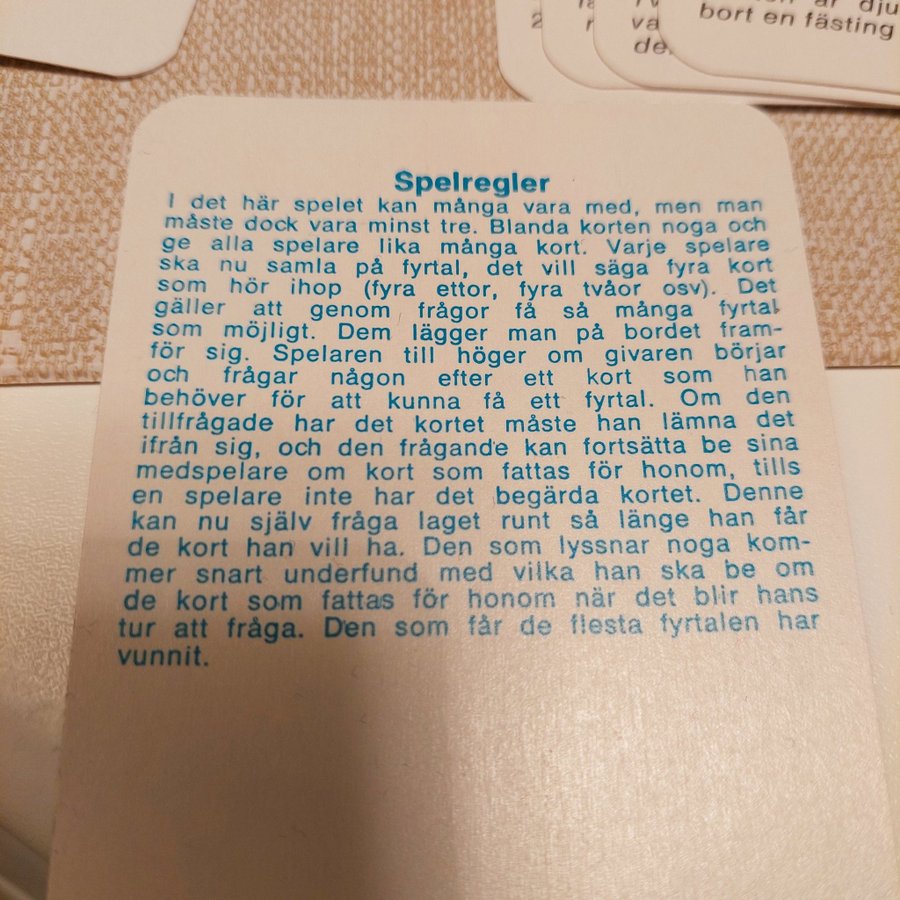 bort en fästing
Spelregler
I det här spelet kan många vara med, men man
måste dock vara minst tre. Blanda korten noga och
ge alla spelare lika många kort. Varje spelare
ska nu samla på fyrtal, det vill säga fyra kort
som hör ihop (fyra ettor, fyra tvåor osv). Det
gäller att genom frågor få så många fyrtal
som möjligt. Dem lägger man på bordet fram-
för sig. Spelaren till höger om givaren börjar
och frågar någon efter ett kort som han
behöver för att kunna få ett fyrtal. Om den
tillfrågade har det kortet måste han lämna det
ifrån sig, och den frågande kan fortsätta be sina
medspelare om kort som fattas för honom, tills
en spelare inte har det begärda kortet. Denne
kan nu själv fråga laget runt så länge han får
de kort han vill ha. Den som lyssnar noga kom-
mer snart underfund med vilka han ska be om
de kort som fattas för honom när det blir hans
tur att fråga. Den som får de flesta fyrtalen har
vunnit.